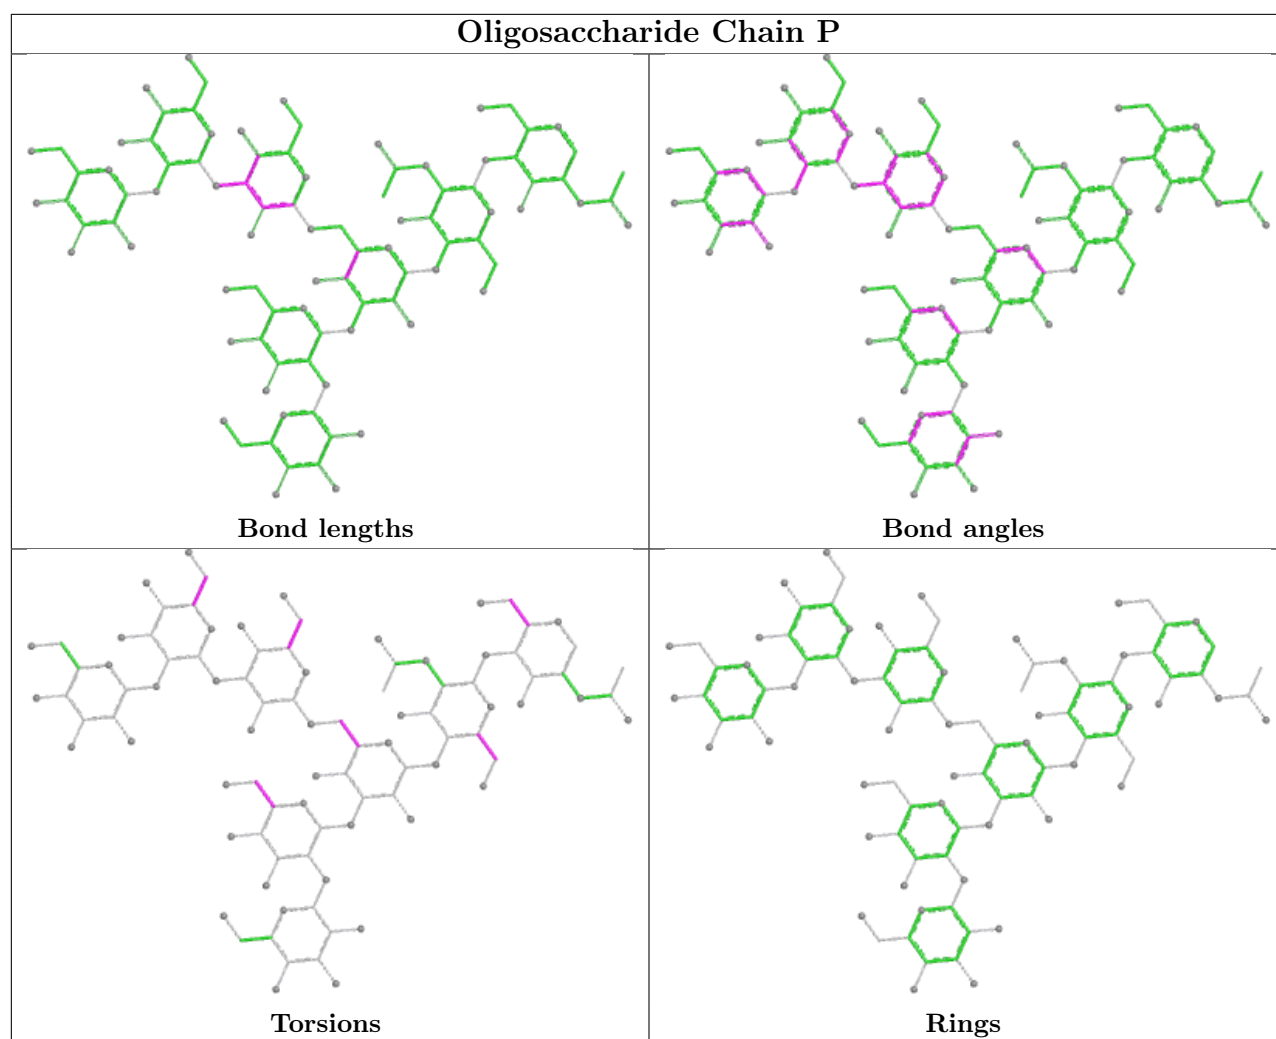 Oligosaccharide Chain P
Bond lengths
Bond angles
Torsions
Rings